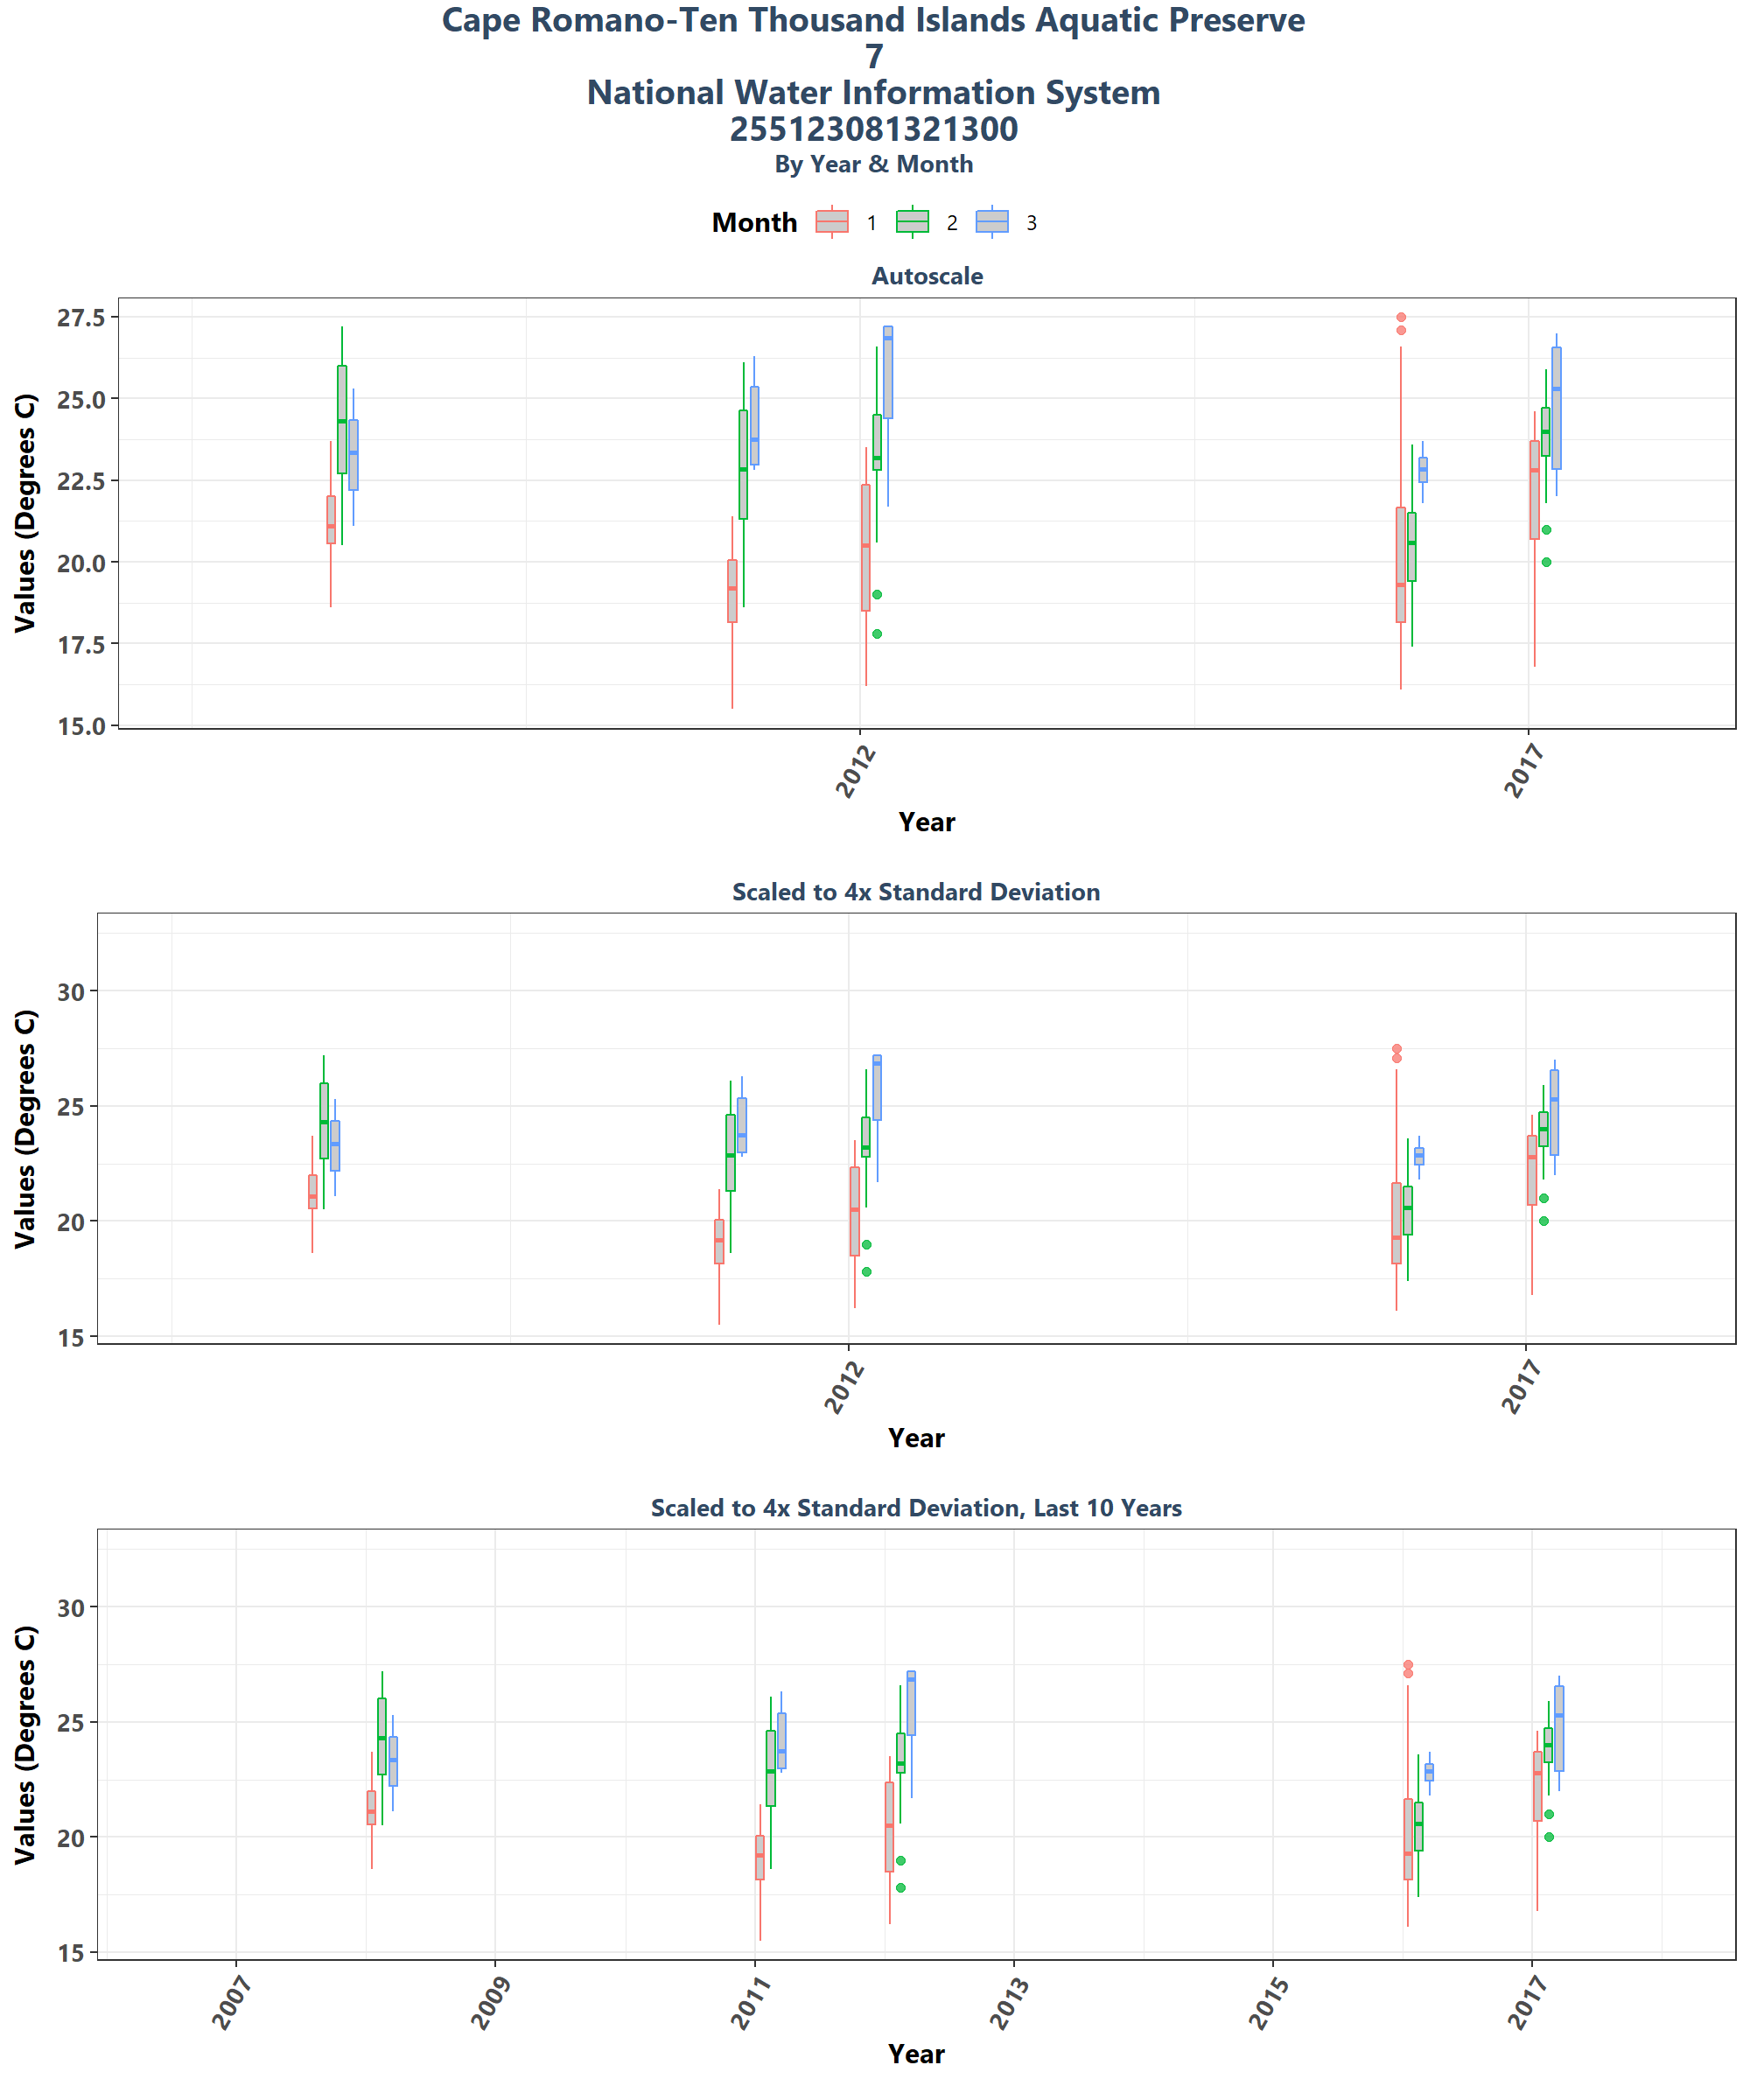 Cape Romano-Ten Thousand Islands Aquatic Preserve
7
National Water Information System
255123081321300
By Year & Month
Month 1 2 3
Autoscale
Values (Degrees C)
27.5
25.0
22.5
20.0
17.5
15.0
2012 2017
Year
Scaled to 4x Standard Deviation
Values (Degrees C)
30
25
20
15
2012 2017
Year
Scaled to 4x Standard Deviation, Last 10 Years
Values (Degrees C)
30
25
20
15
2007 2009 2011 2013 2015 2017
Year